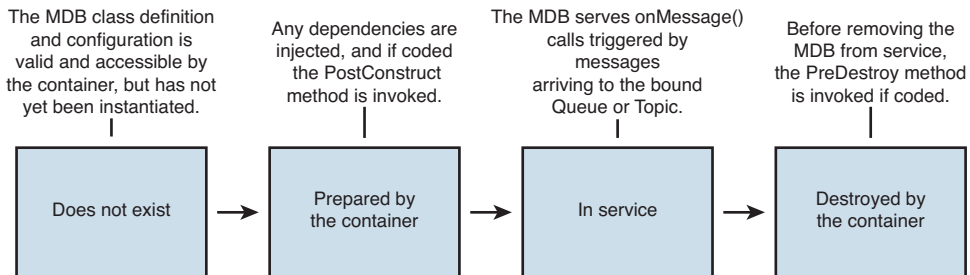 The MDB class definition
and configuration is
valid and accessible by
the container, but has not
yet been instantiated.
Any dependencies are
injected, and if coded
the PostConstruct
method is invoked.
The MDB serves onMessage()
calls triggered by
messages
arriving to the bound
Queue or Topic.
Before removing the
MDB from service,
the PreDestroy method
is invoked if coded.
Does not exist
Prepared by
the container
In service
Destroyed by
the container